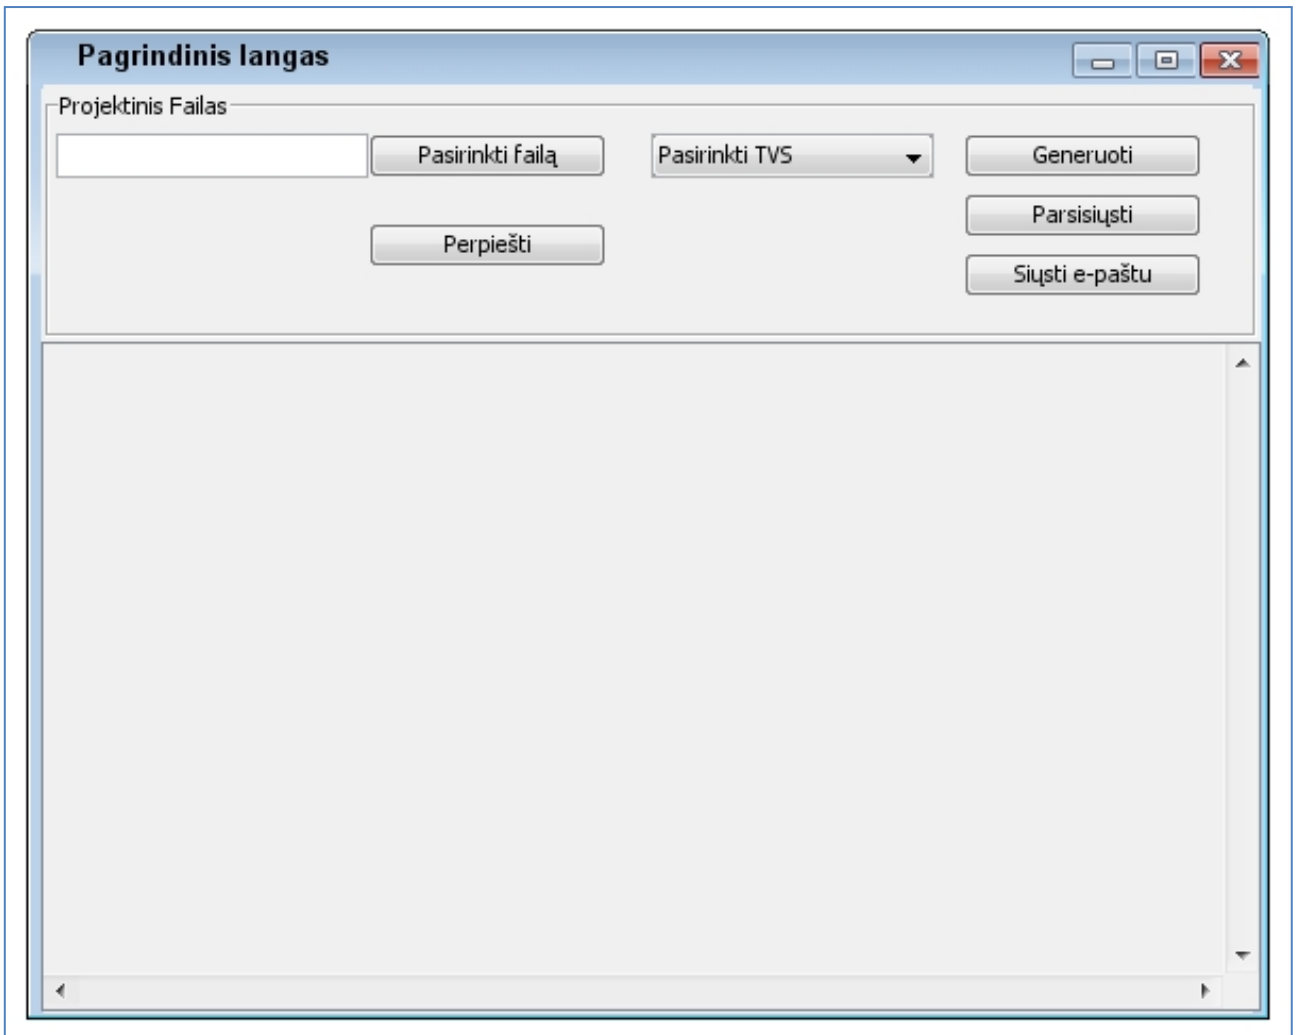 Pagrindinis langas
Projektinis Failas
Pasirinkti failą
Pasirinkti TVS
Generuoti
Parsisiųsti
Perpiešti
Siųsti e-paštu